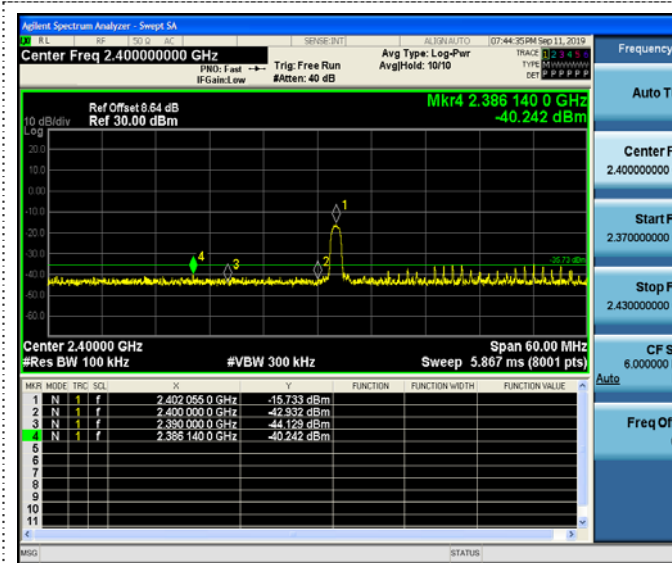 Agilent Spectrum Analyzer - Swept SA
RL RF 50 Ω AC SENSE:INT ALIGNAUTO 07:44:35 PM Sep 11, 2019
Center Freq 2.400000000 GHz
PNO: Fast
IFGain:Low
Trig: Free Run
#Atten: 40 dB
Avg Type: Log-Pwr
Avg|Hold: 10/10
TRACE 1 2 3 4 5 6
TYPE M WWWWW
DET P P P P P P
Mkr4 2.386 140 0 GHz
-40.242 dBm
Ref Offset 8.64 dB
10 dB/div Ref 30.00 dBm
Log
20.0
10.0
0.00
-10.0
-20.0
-30.0
-40.0
-50.0
-60.0
1
2
3
4
-35.73 dBm
Center 2.40000 GHz Span 60.00 MHz
#Res BW 100 kHz #VBW 300 kHz Sweep 5.867 ms (8001 pts)
MKR MODE TRC SCL X Y FUNCTION FUNCTION WIDTH FUNCTION VALUE
1 N 1 f 2.402 055 0 GHz -15.733 dBm
2 N 1 f 2.400 000 0 GHz -42.932 dBm
3 N 1 f 2.390 000 0 GHz -44.129 dBm
4 N 1 f 2.386 140 0 GHz -40.242 dBm
5
6
7
8
9
10
11
MSG STATUS
Frequency
Auto T
Center F
2.400000000
Start F
2.370000000
Stop F
2.430000000
CF S
6.000000
Auto
Freq Of